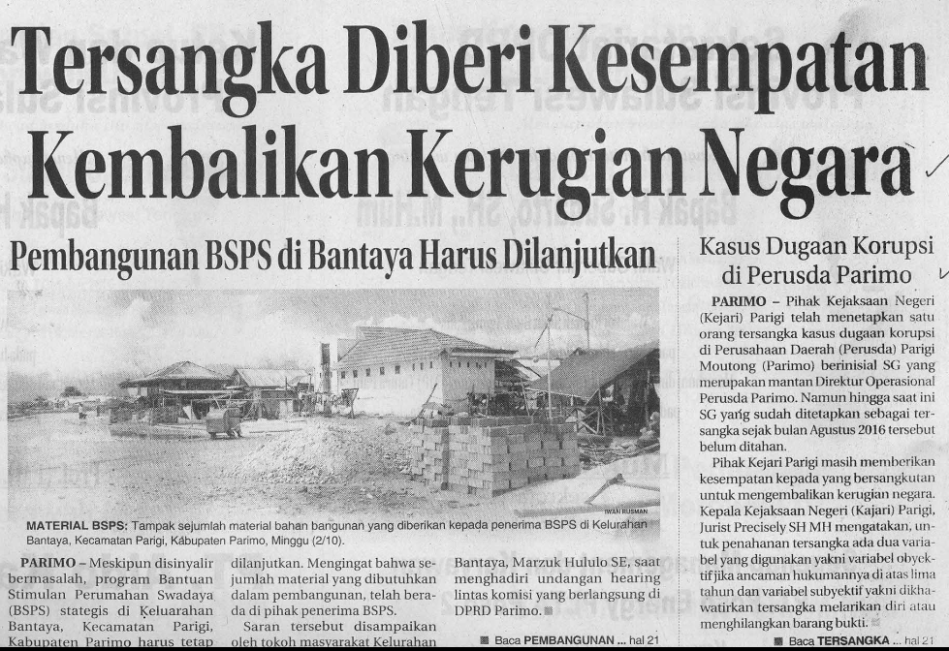 Tersangka Diberi Kesempatan
Kembalikan Kerugian Negara
Pembangunan BSPS di Bantaya Harus Dilanjutkan
IWAN RUSMAN
MATERIAL BSPS: Tampak sejumlah material bahan bangunan yang diberikan kepada penerima BSPS di Kelurahan
Bantaya, Kecamatan Parigi, Kabupaten Parimo, Minggu (2/10).
PARIMO – Meskipun disinyalir
bermasalah, program Bantuan
Stimulan Perumahan Swadaya
(BSPS) stategis di Keluarahan
Bantaya, Kecamatan Parigi,
Kabupaten Parimo harus tetap
dilanjutkan. Mengingat bahwa se-
jumlah material yang dibutuhkan
dalam pembangunan, telah bera-
da di pihak penerima BSPS.
Saran tersebut disampaikan
oleh tokoh masyarakat Kelurahan
Bantaya, Marzuk Hululo SE, saat
menghadiri undangan hearing
lintas komisi yang berlangsung di
DPRD Parimo.
Baca PEMBANGUNAN ... hal 21
Kasus Dugaan Korupsi
di Perusda Parimo
PARIMO – Pihak Kejaksaan Negeri
(Kejari) Parigi telah menetapkan satu
orang tersangka kasus dugaan korupsi
di Perusahaan Daerah (Perusda) Parigi
Moutong (Parimo) berinisial SG yang
merupakan mantan Direktur Operasional
Perusda Parimo. Namun hingga saat ini
SG yang sudah ditetapkan sebagai ter-
sangka sejak bulan Agustus 2016 tersebut
belum ditahan.
Pihak Kejari Parigi masih memberikan
kesempatan kepada yang bersangkutan
untuk mengembalikan kerugian negara.
Kepala Kejaksaan Negeri (Kajari) Parigi,
Jurist Precisely SH MH mengatakan, un-
tuk penahanan tersangka ada dua varia-
bel yang digunakan yakni variabel obyek-
tif jika ancaman hukumannya di atas lima
tahun dan variabel subyektif yakni dikha-
watirkan tersangka melarikan diri atau
menghilangkan barang bukti.
Baca TERSANGKA ... hal 21